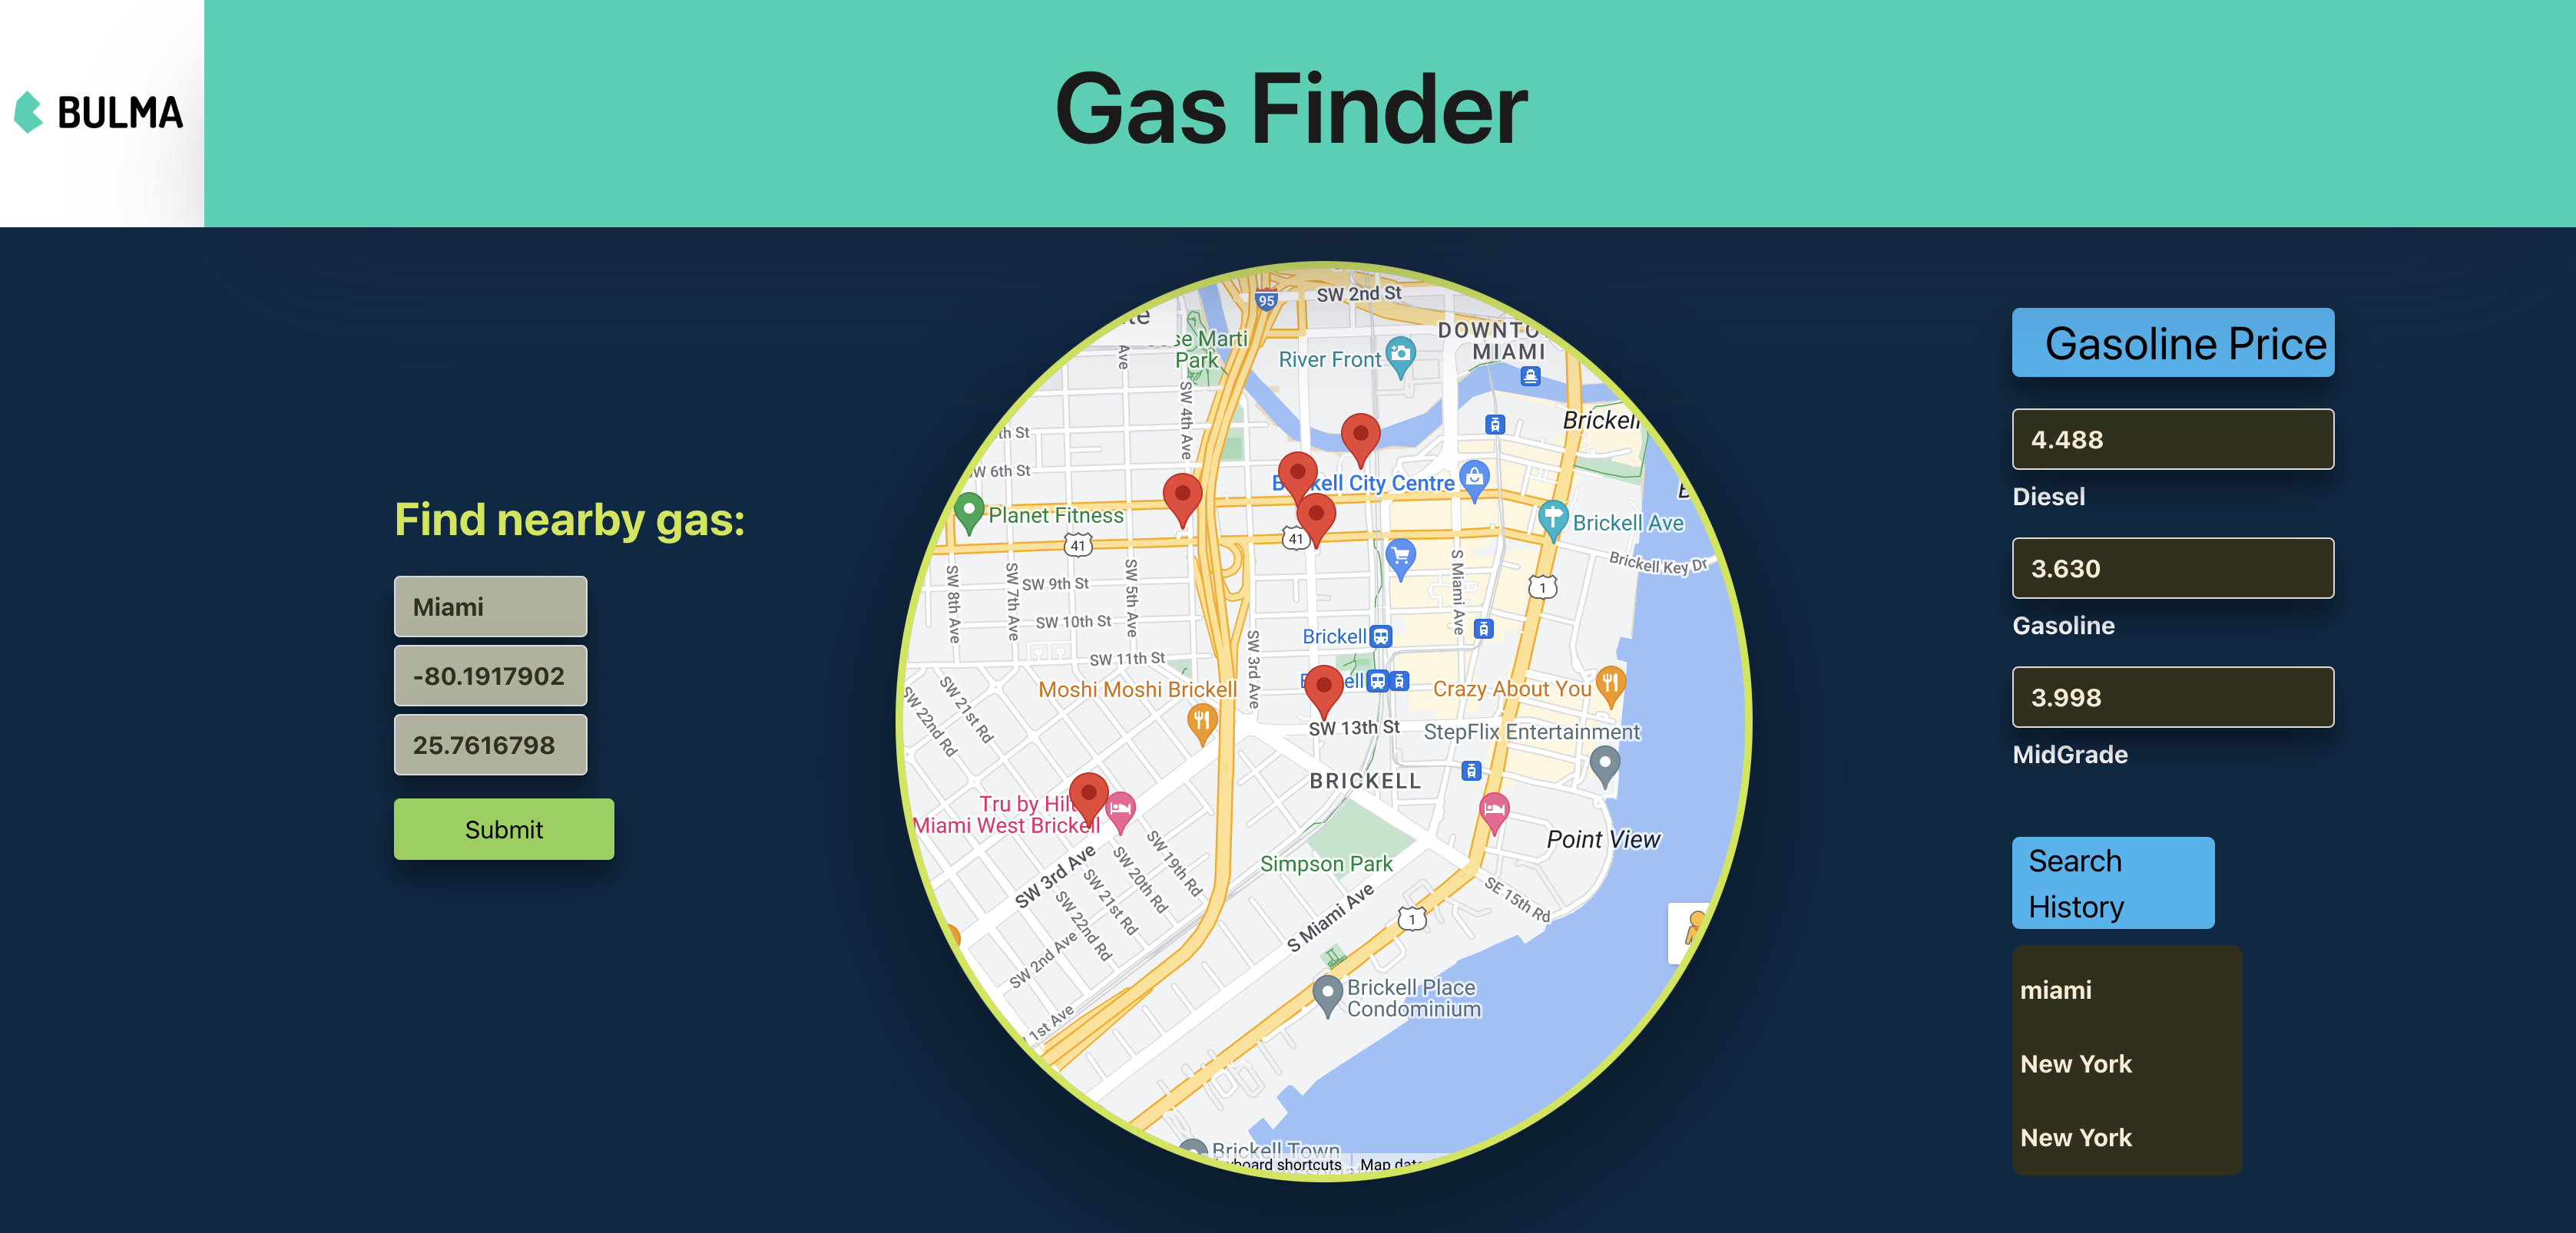 BULMA
Gas Finder
Find nearby gas:
Miami
-80.1917902
25.7616798
Submit
95
SW 2nd St
DOWNTO
MIAMI
se Marti
Park
River Front
Ave
SW 4th Ave
Brickell
th St
W 6th St
Brickell City Centre
Planet Fitness
41
41
Brickell Ave
Brickell Key Dr
SW 8th Ave
SW 7th Ave
SW 9th St
SW 5th Ave
S Miami Ave
1
SW 10th St
Brickell
SW 3rd Ave
SW 11th St
Moshi Moshi Brickell
ell
Crazy About You
SW 22nd Rd
SW 21st Rd
SW 13th St
StepFlix Entertainment
BRICKELL
Tru by Hilt
Miami West Brickell
Point View
SW 19th Rd
SW 3rd Ave
SW 20th Rd
SW 21st Rd
SW 22nd Rd
Simpson Park
SE 15th Rd
S Miami Ave
1
SW 2nd Ave
1st Ave
Brickell Place
Condominium
Brickell Town
board shortcuts
Map data
Gasoline Price
4.488
Diesel
3.630
Gasoline
3.998
MidGrade
Search
History
miami
New York
New York